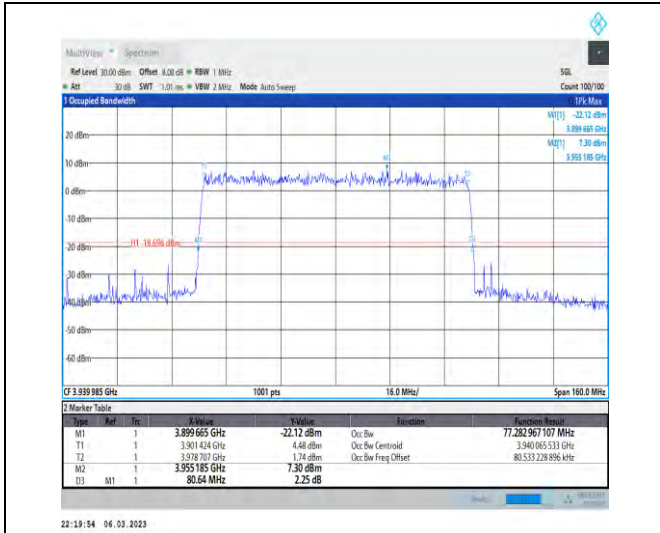 MultiView Spectrum
Ref Level 30.00 dBm Offset 8.08 dB RBW 1 MHz SGL
Att 30 dB SWT 1.01 ms VBW 2 MHz Mode Auto Sweep Count 100/100
1 Occupied Bandwidth 1Pk Max
M1[1] -22.12 dBm
3.899 665 GHz
M2[1] 7.30 dBm
3.955 185 GHz
20 dBm
10 dBm
0 dBm
-10 dBm
H1 -18.696 dBm
-20 dBm
-30 dBm
-40 dBm
-50 dBm
-60 dBm
CF 3.939 985 GHz 1001 pts 16.0 MHz/ Span 160.0 MHz
2 Marker Table
Type Ref Trc X-Value Y-Value Function Function Result
M1 1 3.899 665 GHz -22.12 dBm Occ Bw 77.282 967 107 MHz
T1 1 3.901 424 GHz 4.48 dBm Occ Bw Centroid 3.940 065 533 GHz
T2 1 3.978 707 GHz 1.74 dBm Occ Bw Freq Offset 80.533 228 896 kHz
M2 1 3.955 185 GHz 7.30 dBm
D3 M1 1 80.64 MHz 2.25 dB
22:19:54 06.03.2023